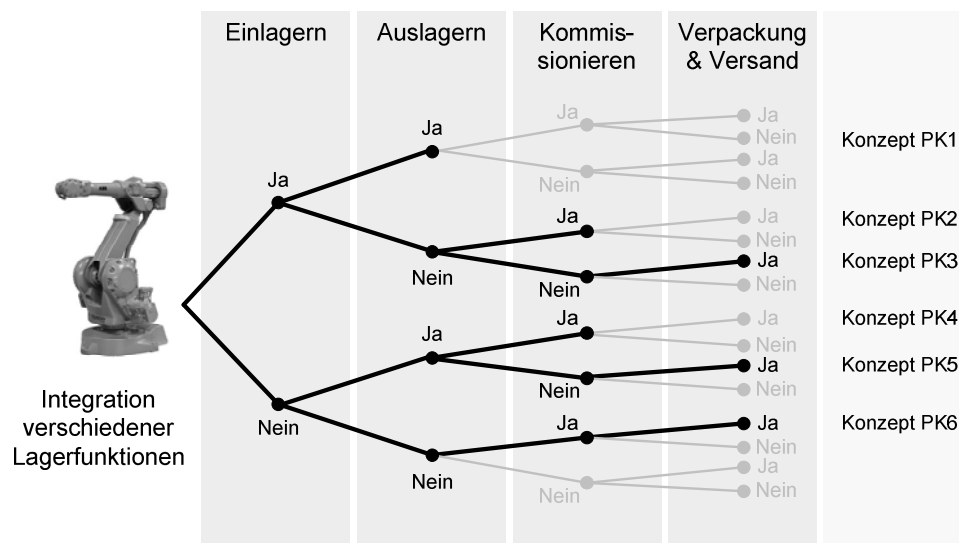 Einlagern
Auslagern
Kommis-
sionieren
Verpackung
& Versand
Ja
Ja
Ja
Ja
Nein
Konzept PK1
Nein
Ja
Nein
Nein
Ja
Ja
Nein
Konzept PK2
Nein
Ja
Nein
Konzept PK3
Nein
Ja
Ja
Ja
Nein
Konzept PK4
Nein
Ja
Nein
Konzept PK5
Nein
Ja
Ja
Nein
Konzept PK6
Nein
Ja
Nein
Integration
verschiedener
Lagerfunktionen